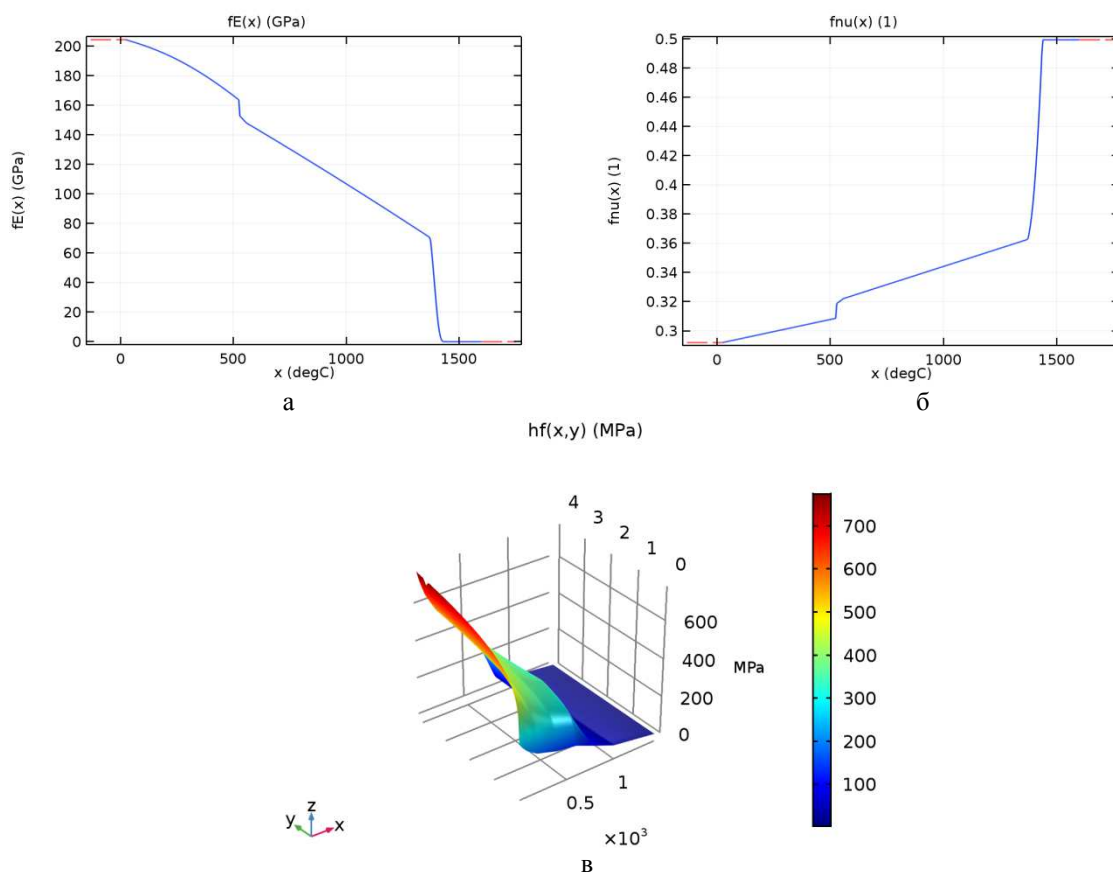 fE(x) (GPa)
200
180
160
140
120
100
80
60
40
20
0
fE(x) (GPa)
0 500 1000 1500
x (degC)
а
fnu(x) (1)
0.5
0.48
0.46
0.44
0.42
0.4
0.38
0.36
0.34
0.32
0.3
fnu(x) (1)
0 500 1000 1500
x (degC)
б
hf(x,y) (MPa)
4 3 2 1 0
600
400
200
0
MPa
1
0.5
×10³
z
y x
700
600
500
400
300
200
100
в